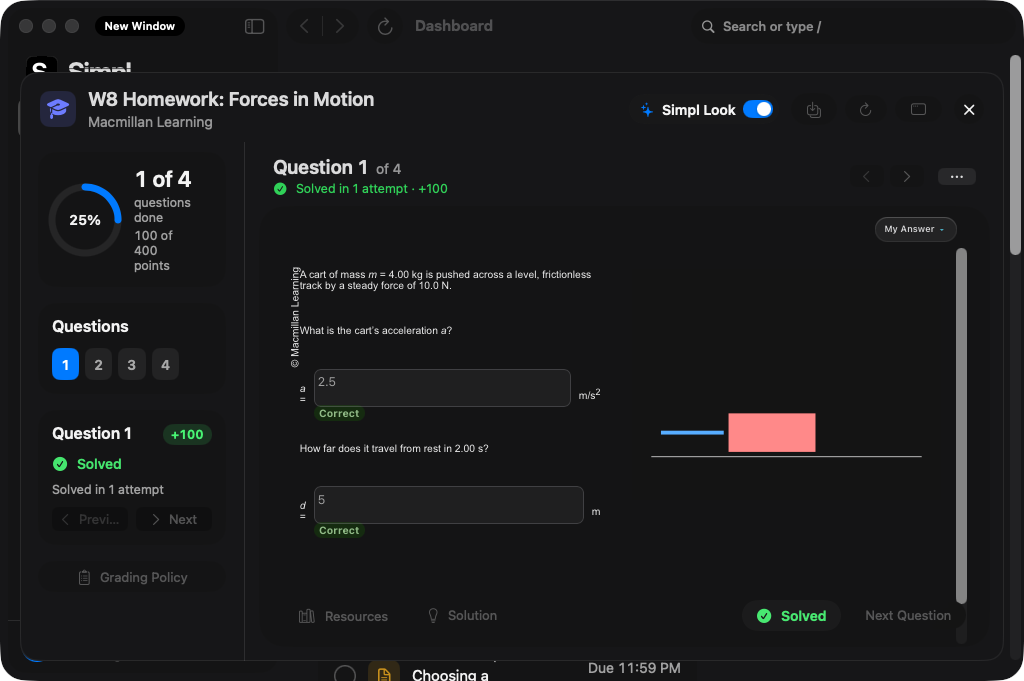 New Window
Dashboard
Search or type /
Simpl
W8 Homework: Forces in Motion
Macmillan Learning
Simpl Look
25%
1 of 4
questions
done
100 of
400
points
Questions
1
2
3
4
Question 1
+100
Solved
Solved in 1 attempt
Previ...
Next
Grading Policy
Question 1 of 4
Solved in 1 attempt · +100
My Answer
© Macmillan Learning
A cart of mass m = 4.00 kg is pushed across a level, frictionless
track by a steady force of 10.0 N.
What is the cart's acceleration a?
a
=
2.5
m/s²
Correct
How far does it travel from rest in 2.00 s?
d
=
5
m
Correct
Resources
Solution
Solved
Next Question
Choosing a
Due 11:59 PM